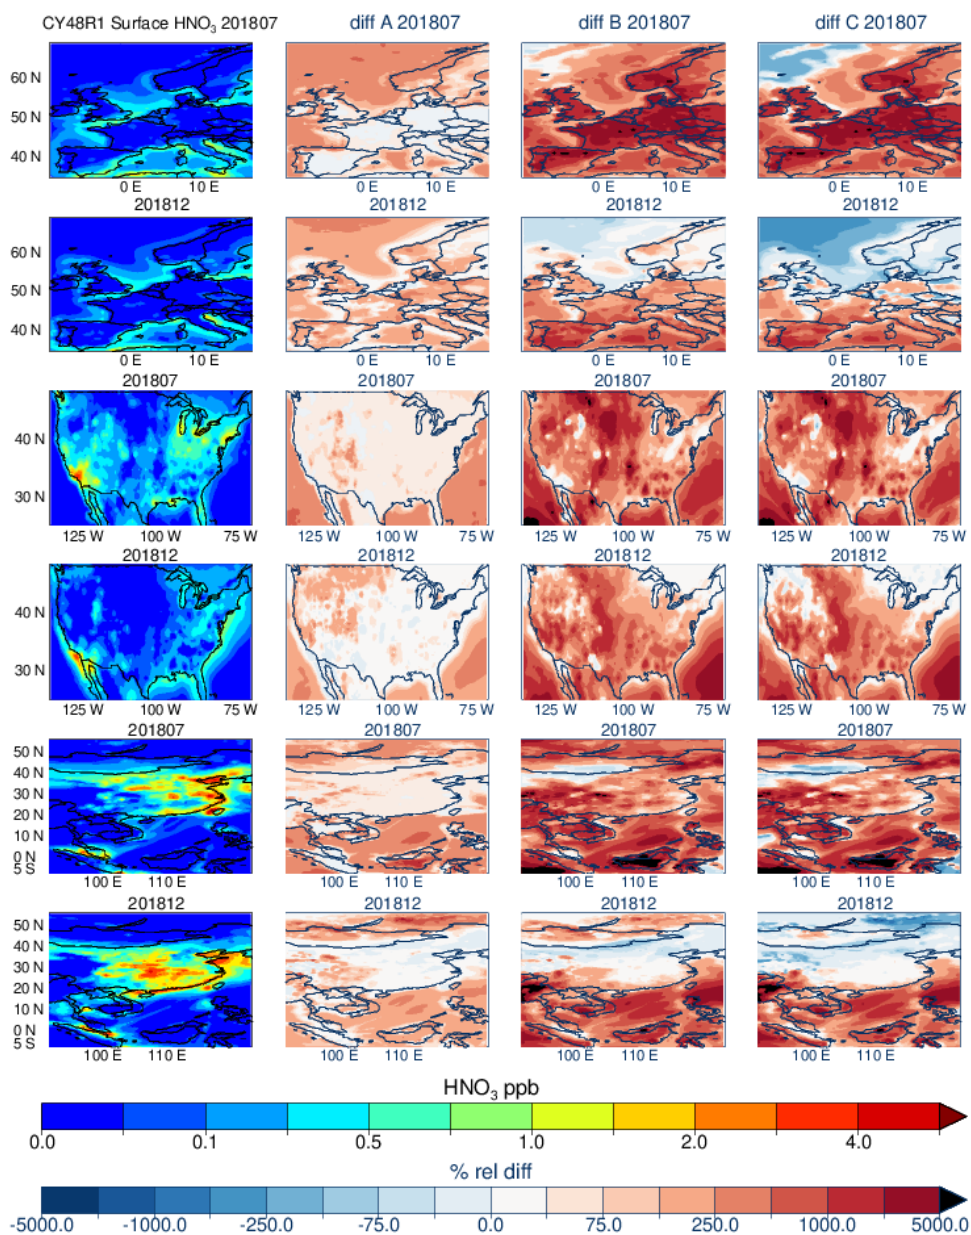 CY48R1 Surface HNO₃ 201807 diff A 201807 diff B 201807 diff C 201807
60 N
50 N
40 N
0 E 10 E 0 E 10 E 0 E 10 E 0 E 10 E
201812 201812 201812 201812
60 N
50 N
40 N
0 E 10 E 0 E 10 E 0 E 10 E 0 E 10 E
201807 201807 201807 201807
40 N
30 N
125 W 100 W 75 W 125 W 100 W 75 W 125 W 100 W 75 W 125 W 100 W 75 W
201812 201812 201812 201812
40 N
30 N
125 W 100 W 75 W 125 W 100 W 75 W 125 W 100 W 75 W 125 W 100 W 75 W
201807 201807 201807 201807
50 N
40 N
30 N
20 N
10 N
0 N
5 S
100 E 110 E 100 E 110 E 100 E 110 E 100 E 110 E
201812 201812 201812 201812
50 N
40 N
30 N
20 N
10 N
0 N
5 S
100 E 110 E 100 E 110 E 100 E 110 E 100 E 110 E
HNO₃ ppb
0.0 0.1 0.5 1.0 2.0 4.0
% rel diff
-5000.0 -1000.0 -250.0 -75.0 0.0 75.0 250.0 1000.0 5000.0